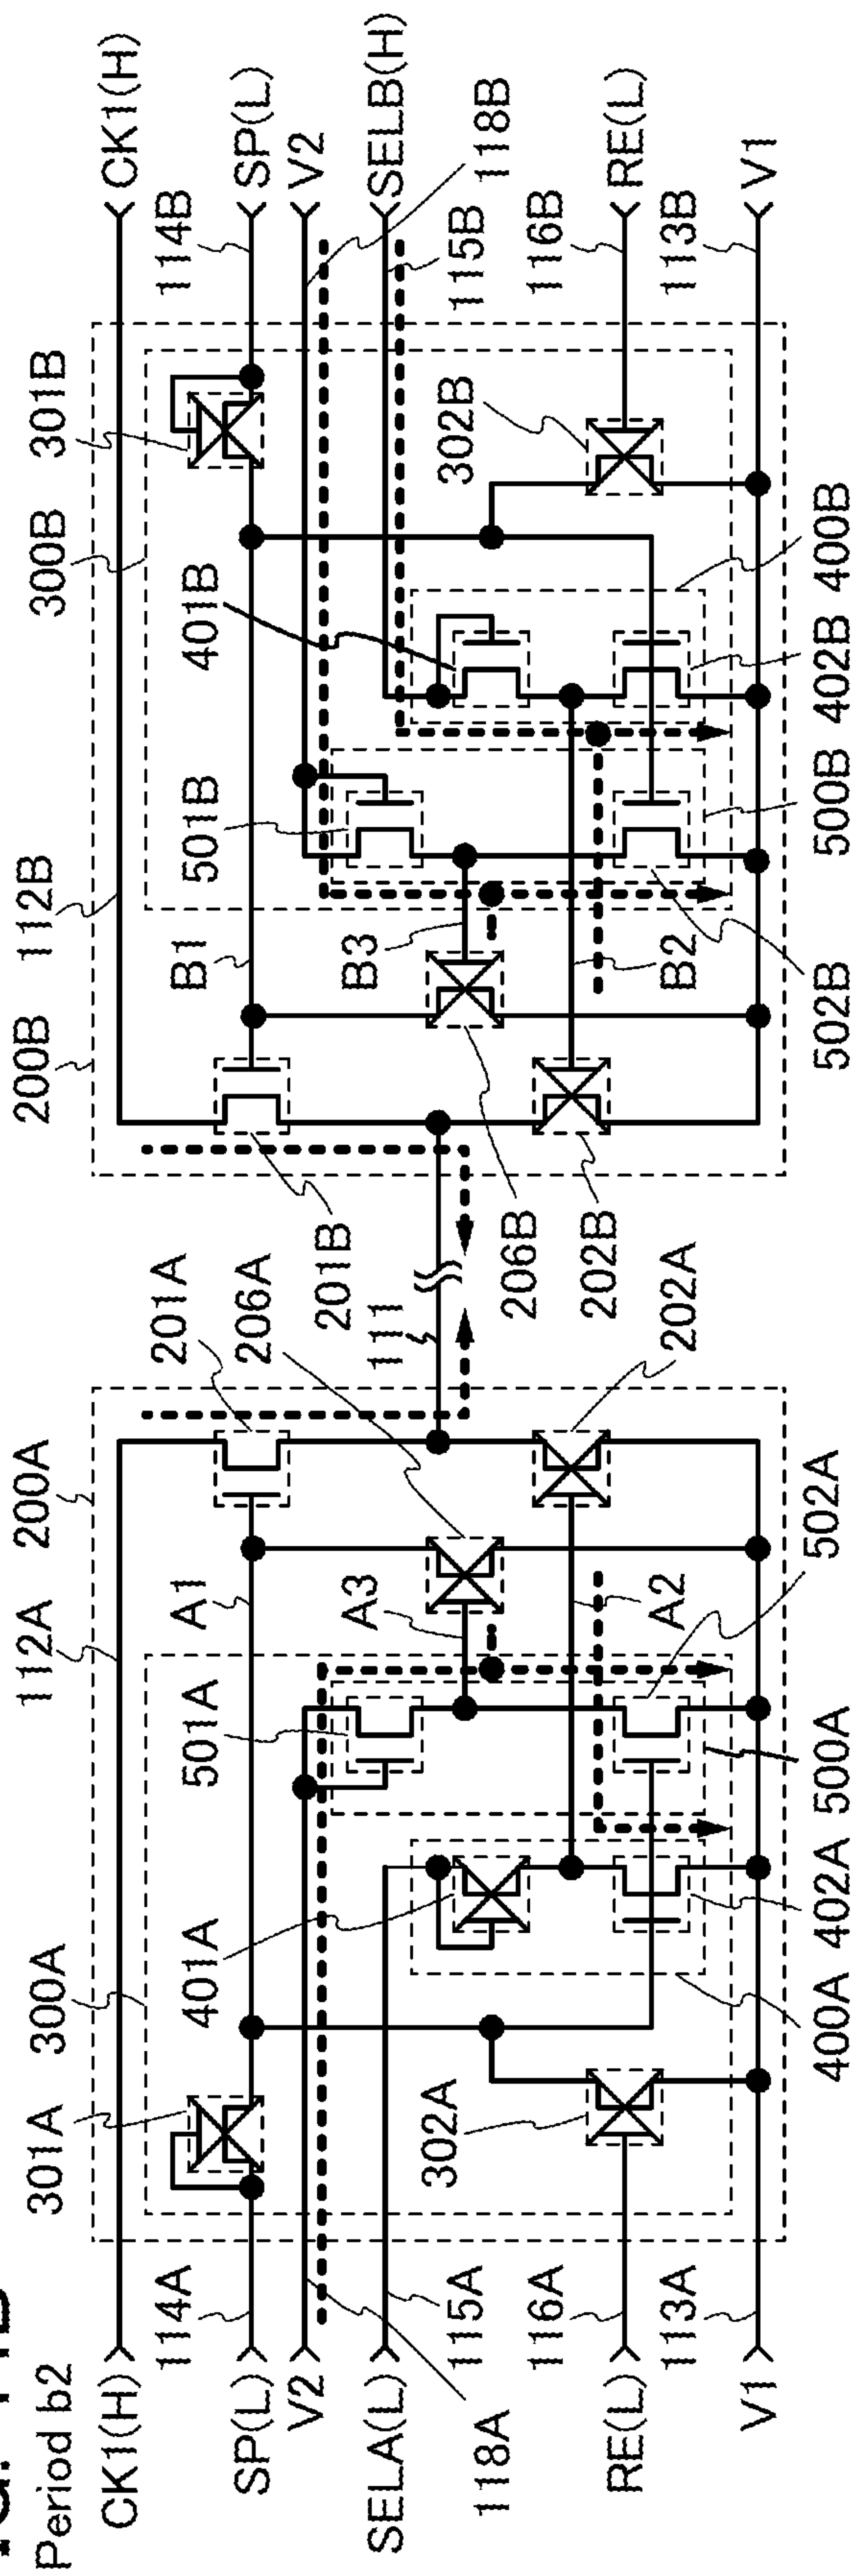 Period b2
CK1(H)
SP(L)
V2
SELA(L)
118A
RE(L)
V1
114A
115A
116A
113A
301A
300A
112A
200A
302A
401A
501A
A1
A3
A2
400A
402A
500A
502A
201A
206A
111
202A
201B
206B
202B
200B
112B
300B
301B
B1
B3
B2
501B
401B
302B
502B
500B
402B
400B
114B
118B
115B
116B
113B
CK1(H)
SP(L)
V2
SELB(H)
RE(L)
V1